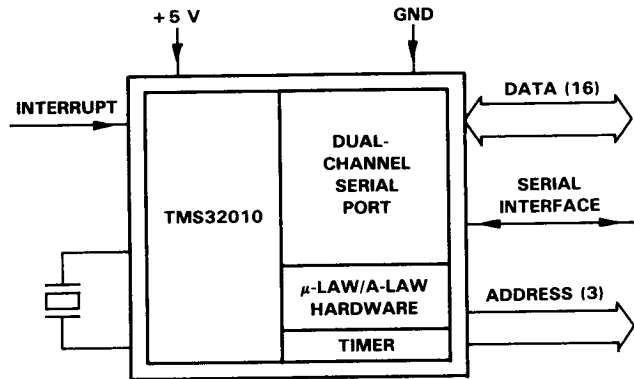 +5 V
GND
INTERRUPT
DATA (16)
DUAL-
CHANNEL
SERIAL
PORT
TMS32010
SERIAL
INTERFACE
μ-LAW/A-LAW
HARDWARE
ADDRESS (3)
TIMER